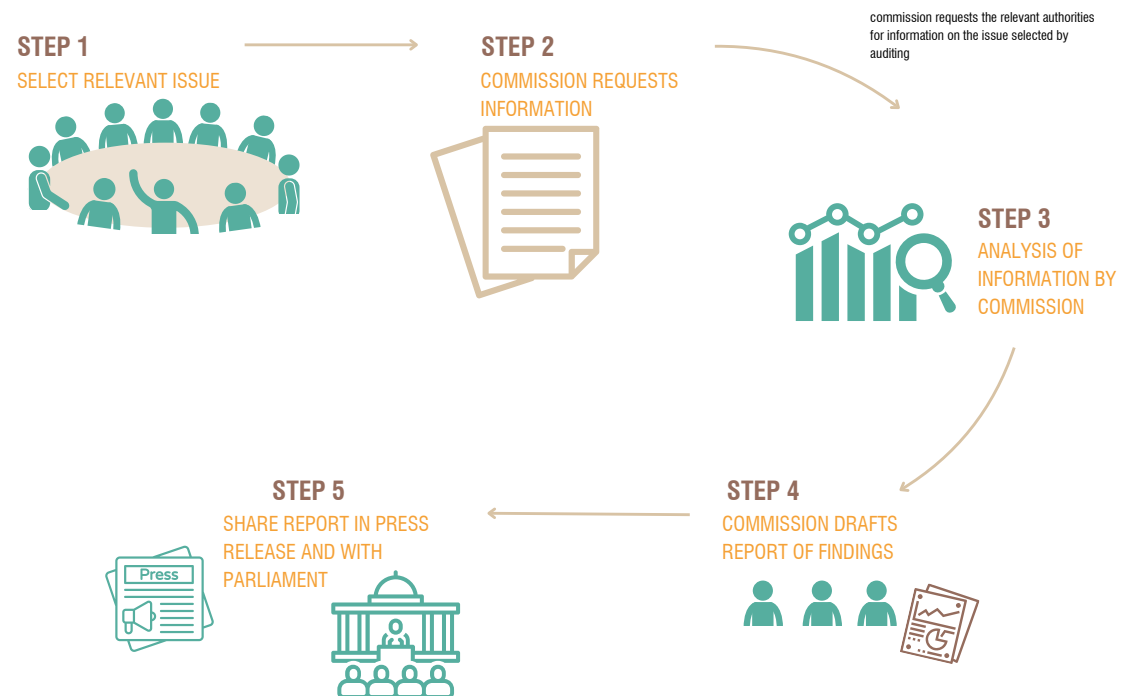 STEP 1
SELECT RELEVANT ISSUE
STEP 2
COMMISSION REQUESTS
INFORMATION
commission requests the relevant authorities
for information on the issue selected by
auditing
STEP 3
ANALYSIS OF
INFORMATION BY
COMMISSION
STEP 4
COMMISSION DRAFTS
REPORT OF FINDINGS
STEP 5
SHARE REPORT IN PRESS
RELEASE AND WITH
PARLIAMENT
Press